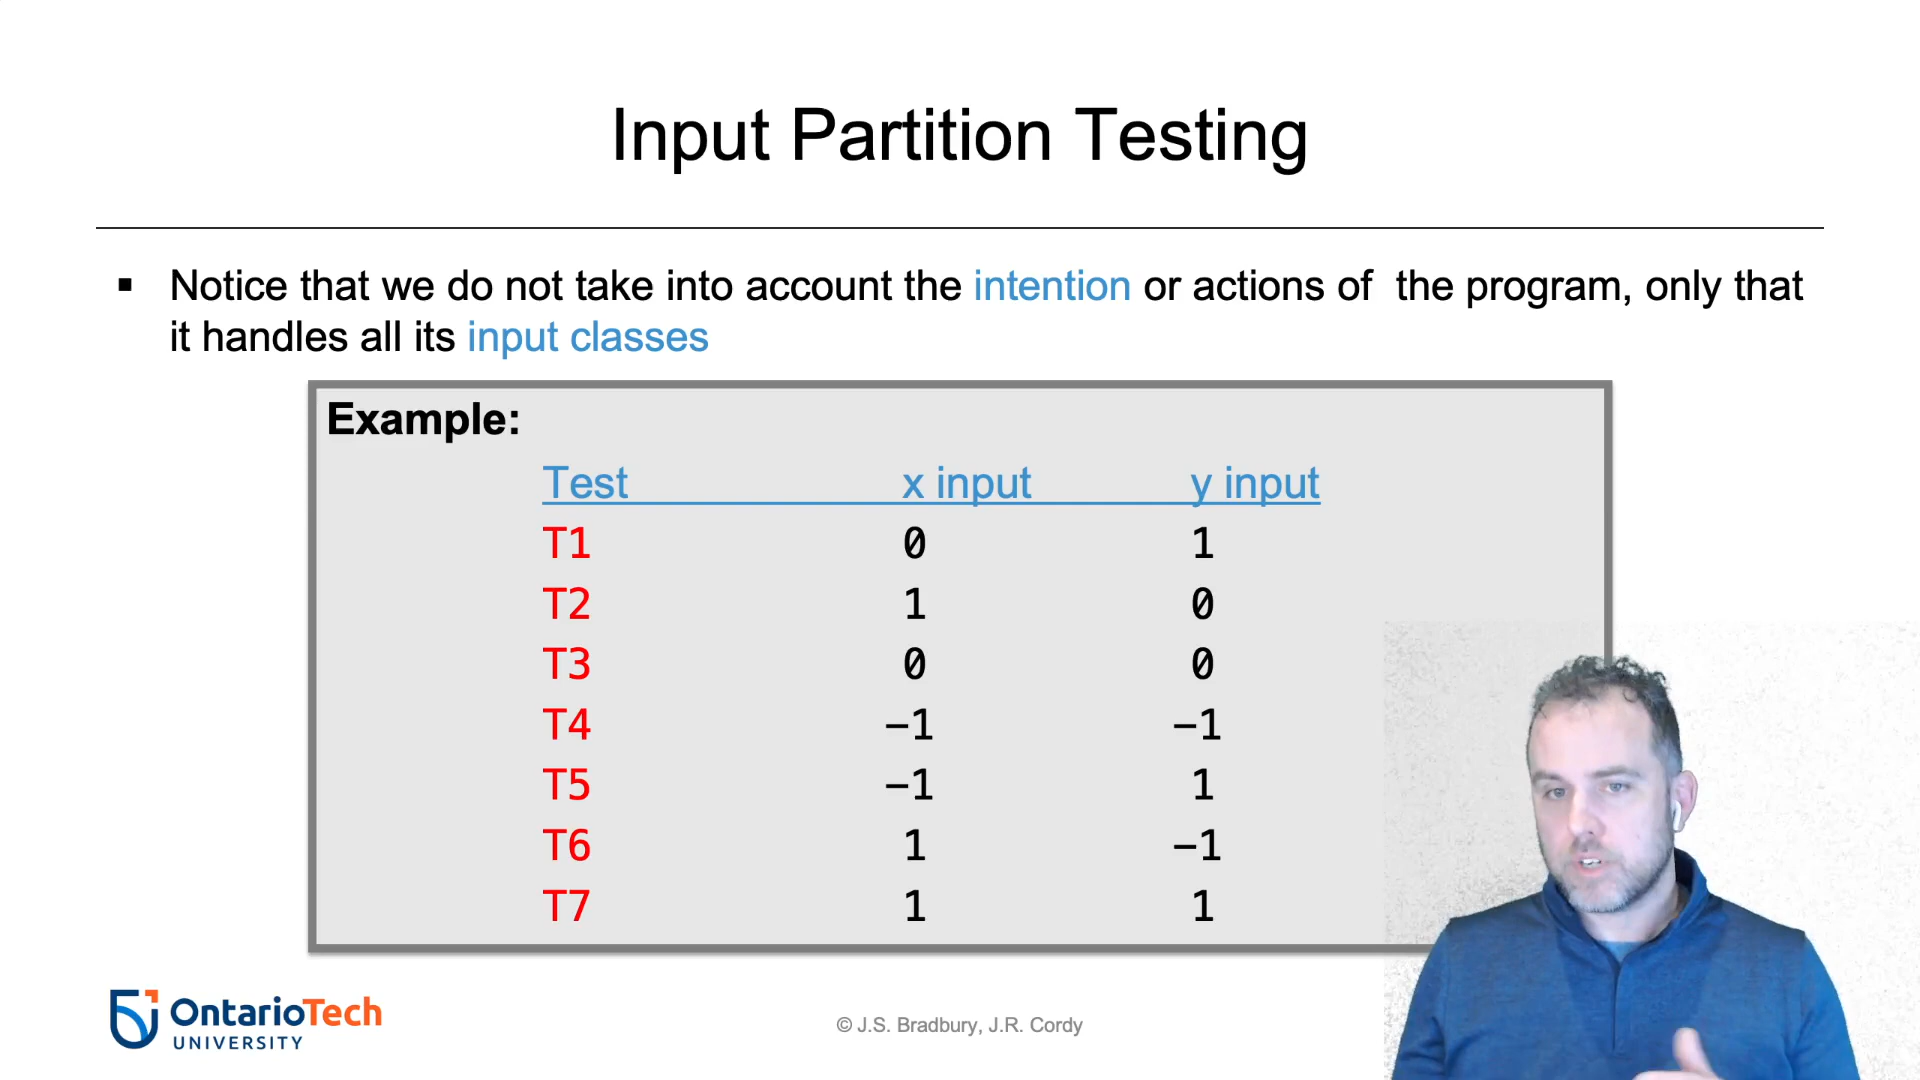 Input Partition Testing
▪ Notice that we do not take into account the intention or actions of the program, only that
it handles all its input classes
Example:
Test x input y input
T1 0 1
T2 1 0
T3 0 0
T4 −1 −1
T5 −1 1
T6 1 −1
T7 1 1
OntarioTech
UNIVERSITY
© J.S. Bradbury, J.R. Cordy